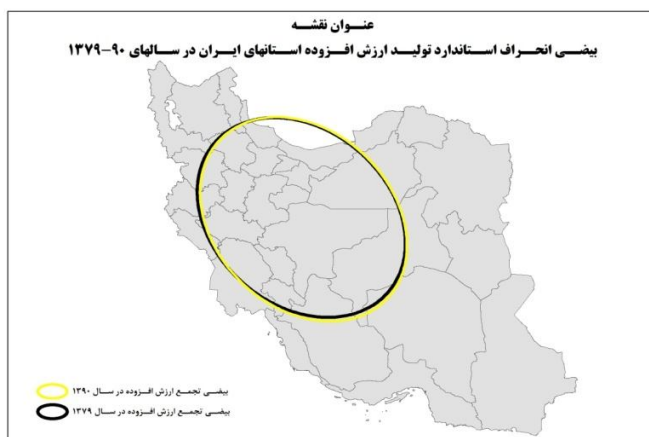 عنوان نقشه
بیضی انحراف استاندارد تولید ارزش افزوده استانهای ایران در سالهای ۹۰-۱۳۷۹
بیضی تجمع ارزش افزوده در سال ۱۳۹۰
بیضی تجمع ارزش افزوده در سال ۱۳۷۹